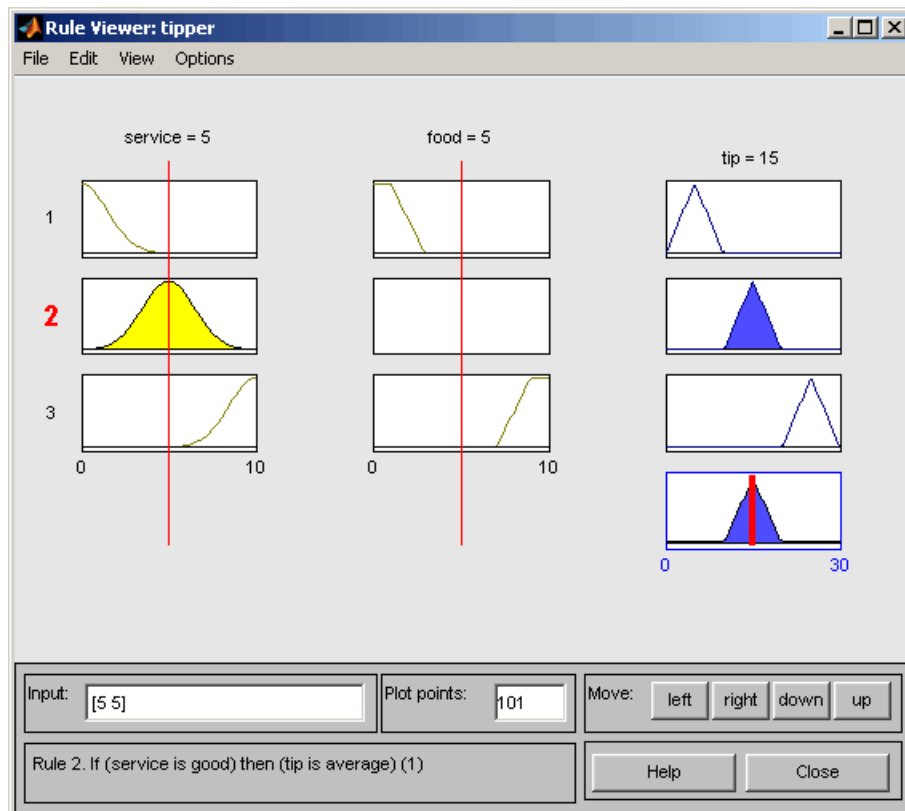 Rule Viewer: tipper
File Edit View Options
service = 5 food = 5 tip = 15
1
2
3
0 10 0 10
0 30
Input: [5 5] Plot points: 101 Move: left right down up
Rule 2. If (service is good) then (tip is average) (1) Help Close